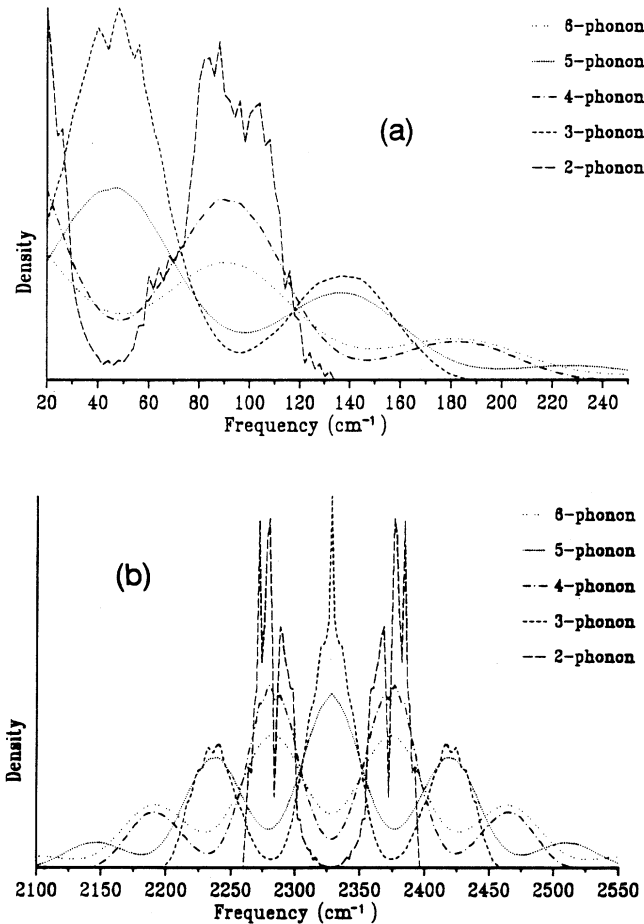 6-phonon
5-phonon
4-phonon
3-phonon
2-phonon
(a)
Density
20 40 60 80 100 120 140 160 180 200 220 240
Frequency (cm⁻¹)
6-phonon
5-phonon
4-phonon
3-phonon
2-phonon
(b)
Density
2100 2150 2200 2250 2300 2350 2400 2450 2500 2550
Frequency (cm⁻¹)